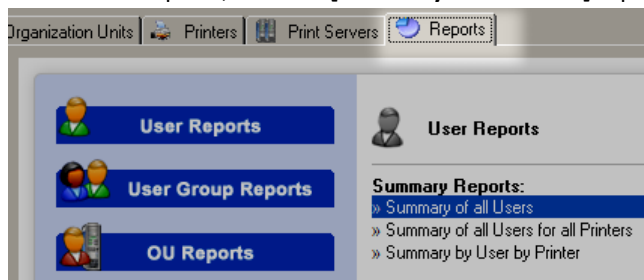 Organization Units Printers Print Servers Reports
User Reports
User Group Reports
OU Reports
User Reports
Summary Reports:
» Summary of all Users
» Summary of all Users for all Printers
» Summary by User by Printer